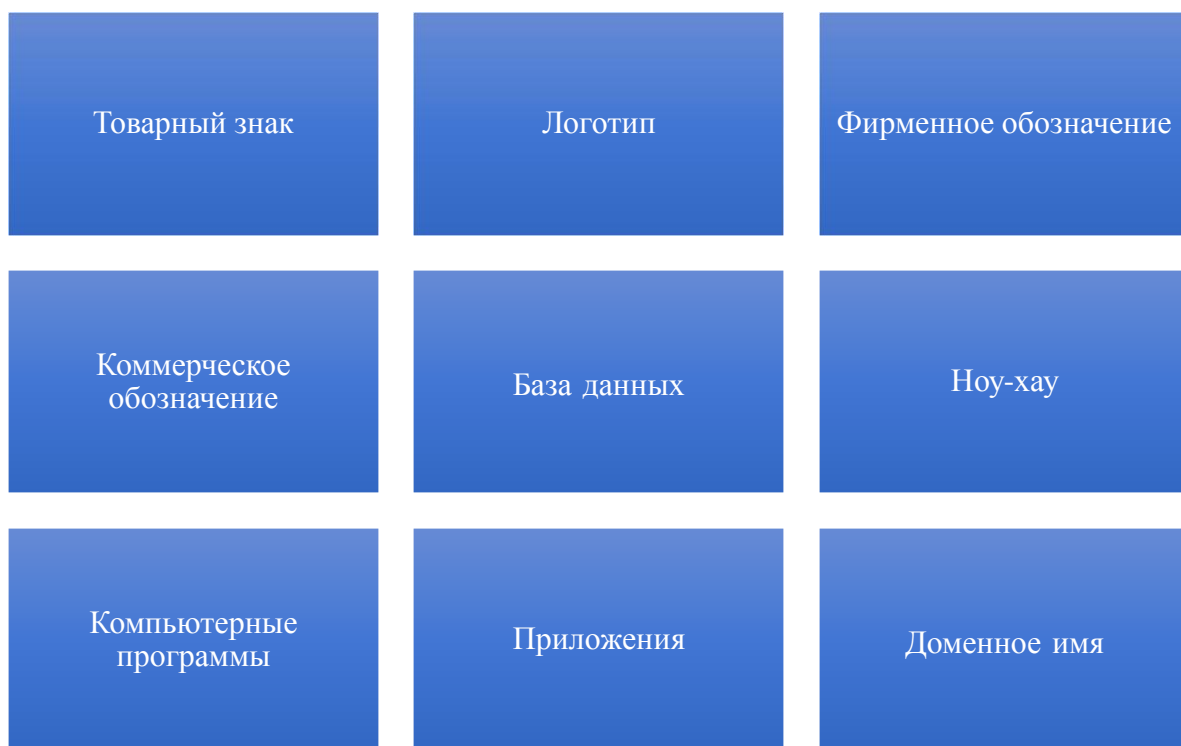 Товарный знак
Логотип
Фирменное обозначение
Коммерческое
обозначение
База данных
Ноу-хау
Компьютерные
программы
Приложения
Доменное имя